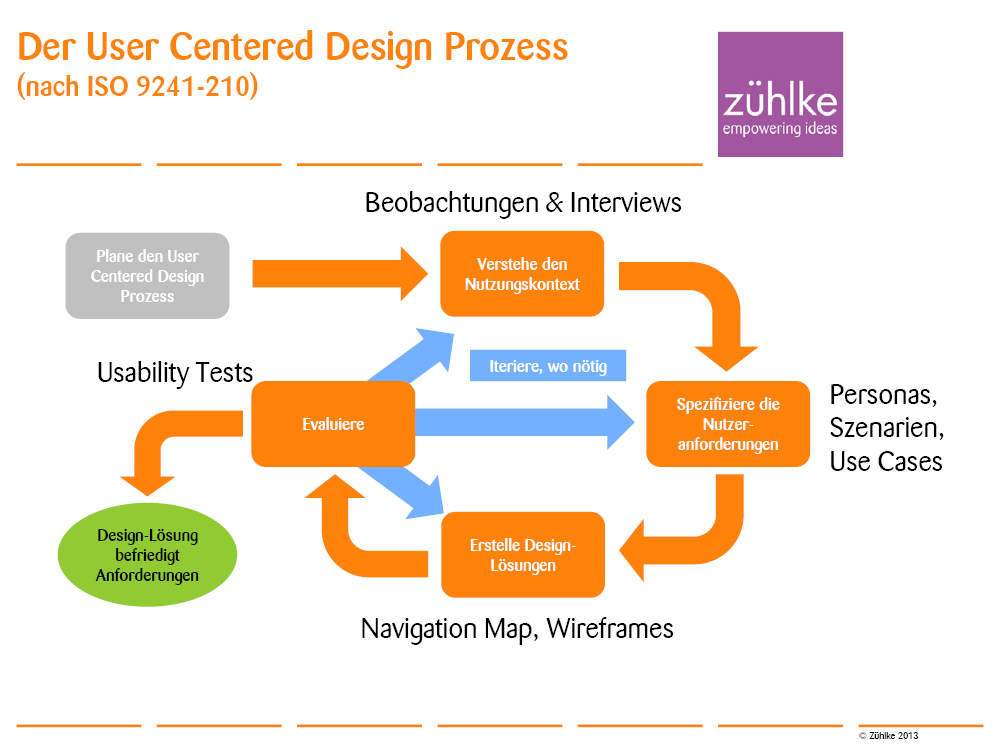 Der User Centered Design Prozess
(nach ISO 9241-210)
zühlke
empowering ideas
Beobachtungen & Interviews
Plane den User
Centered Design
Prozess
Verstehe den
Nutzungskontext
Usability Tests
Iteriere, wo nötig
Evaluiere
Spezifiziere die
Nutzer-
anforderungen
Personas,
Szenarien,
Use Cases
Design-Lösung
befriedigt
Anforderungen
Erstelle Design-
Lösungen
Navigation Map, Wireframes
© Zühlke 2013